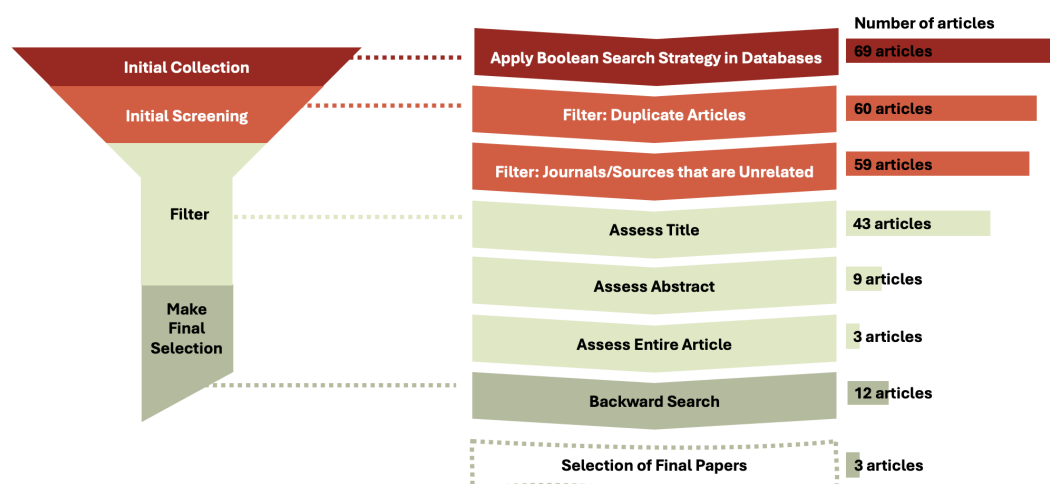 Number of articles
Initial Collection
Apply Boolean Search Strategy in Databases
69 articles
Initial Screening
Filter: Duplicate Articles
60 articles
Filter: Journals/Sources that are Unrelated
59 articles
Filter
Assess Title
43 articles
Assess Abstract
9 articles
Make
Final
Selection
Assess Entire Article
3 articles
Backward Search
12 articles
Selection of Final Papers
3 articles